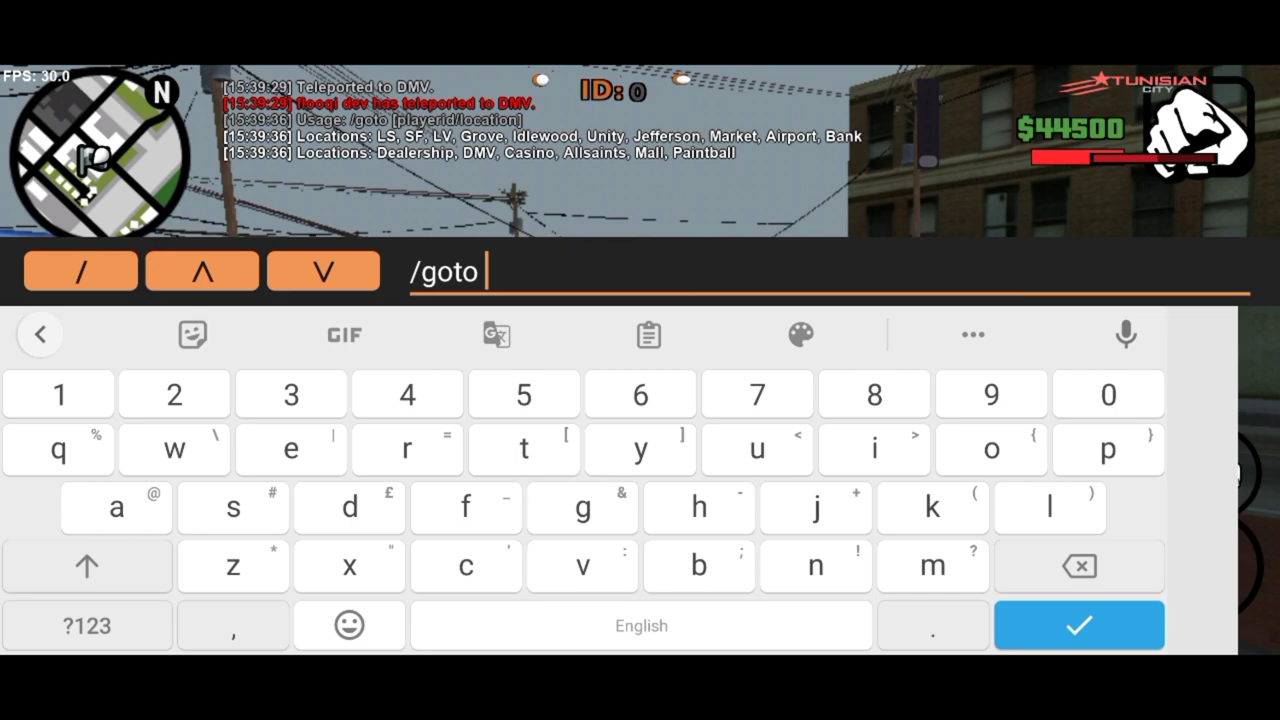 FPS: 30.0
N
[15:39:29] Teleported to DMV.
[15:39:29] flooqi dev has teleported to DMV.
[15:39:36] Usage: /goto [playerid/location]
[15:39:36] Locations: LS, SF, LV, Grove, Idlewood, Unity, Jefferson, Market, Airport, Bank
[15:39:36] Locations: Dealership, DMV, Casino, Allsaints, Mall, Paintball
ID: 0
TUNISIAN
CITY
$44500
/ /goto
GIF
1 2 3 4 5 6 7 8 9 0
q % w \ e | r = t [ y ] u < i > o { p }
a @ s # d £ f _ g & h - j + k ( l )
z * x " c ' v : b ; n ! m ?
?123 , English .